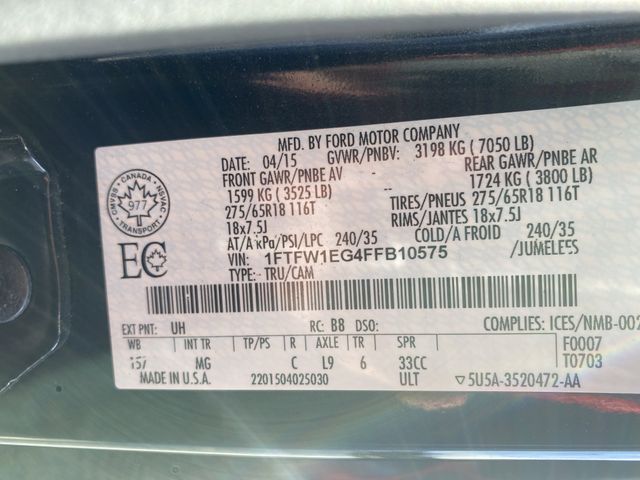 MFD. BY FORD MOTOR COMPANY
DATE: 04/15 GVWR/PNBV: 3198 KG ( 7050 LB)
FRONT GAWR/PNBE AV REAR GAWR/PNBE AR
1599 KG ( 3525 LB) 1724 KG ( 3800 LB)
275/65R18 116T TIRES/PNEUS 275/65R18 116T
18x7.5J RIMS/JANTES 18x7.5J
AT/A kPa/PSI/LPC 240/35 COLD/A FROID 240/35
VIN: 1FTFW1EG4FFB10575 /JUMELEES
TYPE: TRU/CAM
CMVSS CANADA NSVAC
977
TRANSPORT
EC
EXT PNT: UH RC: B8 DSO: COMPLIES: ICES/NMB-002
WB INT TR TP/PS R AXLE TR SPR F0007
157 MG C L9 6 33CC T0703
MADE IN U.S.A. 2201504025030 ULT 5U5A-3520472-AA